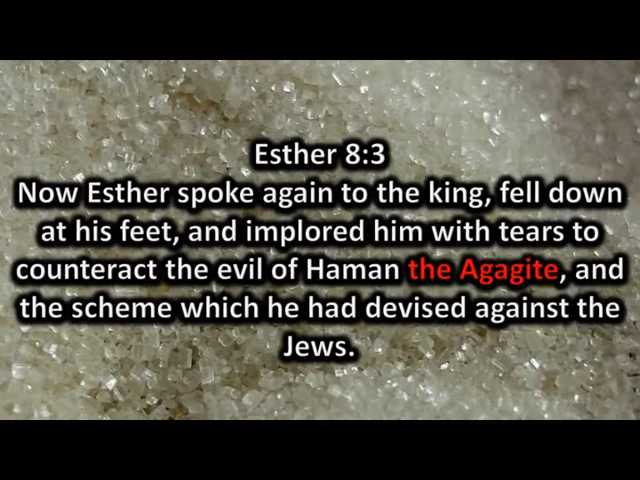 Esther 8:3
Now Esther spoke again to the king, fell down
at his feet, and implored him with tears to
counteract the evil of Haman the Agagite, and
the scheme which he had devised against the
Jews.